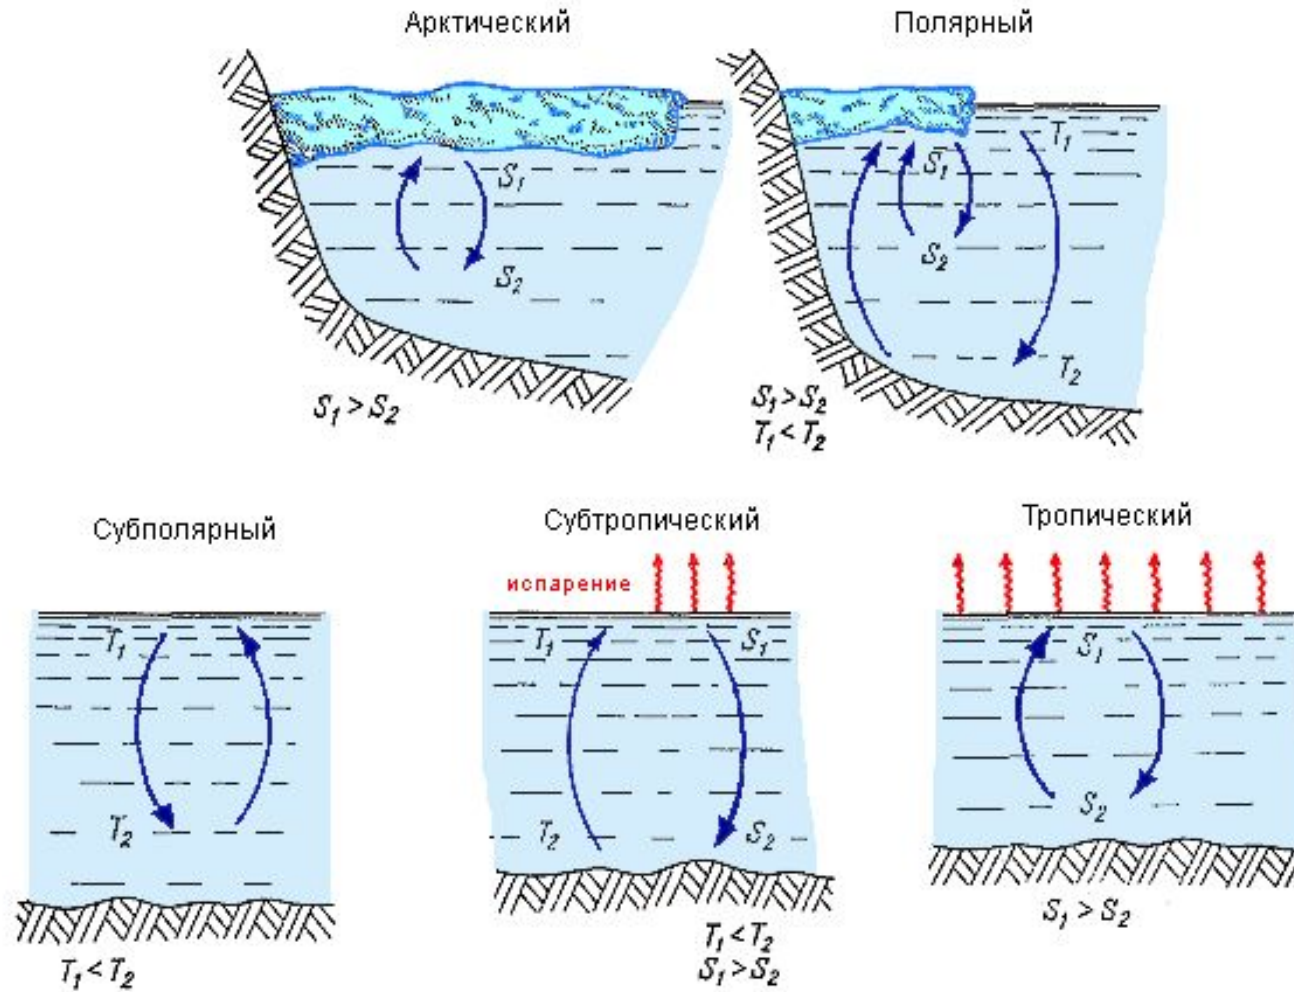 Арктический
Полярный
S₁
S₂
S₁ > S₂
T₁
S₁
S₂
T₂
S₁ > S₂
T₁ < T₂
Субполярный
Субтропический
Тропический
испарение
T₁
T₂
T₁ < T₂
T₁
S₁
T₂
S₂
T₁ < T₂
S₁ > S₂
S₁
S₂
S₁ > S₂